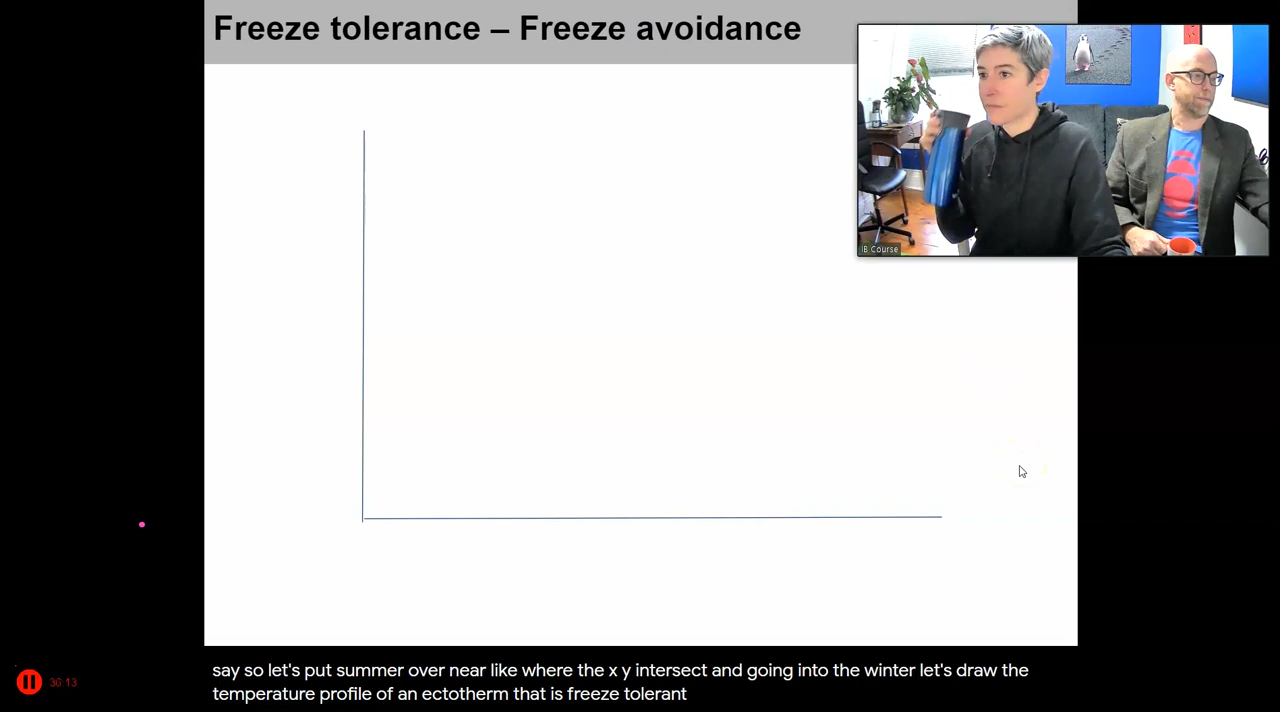 Freeze tolerance – Freeze avoidance
IB Course
say so let's put summer over near like where the x y intersect and going into the winter let's draw the
temperature profile of an ectotherm that is freeze tolerant